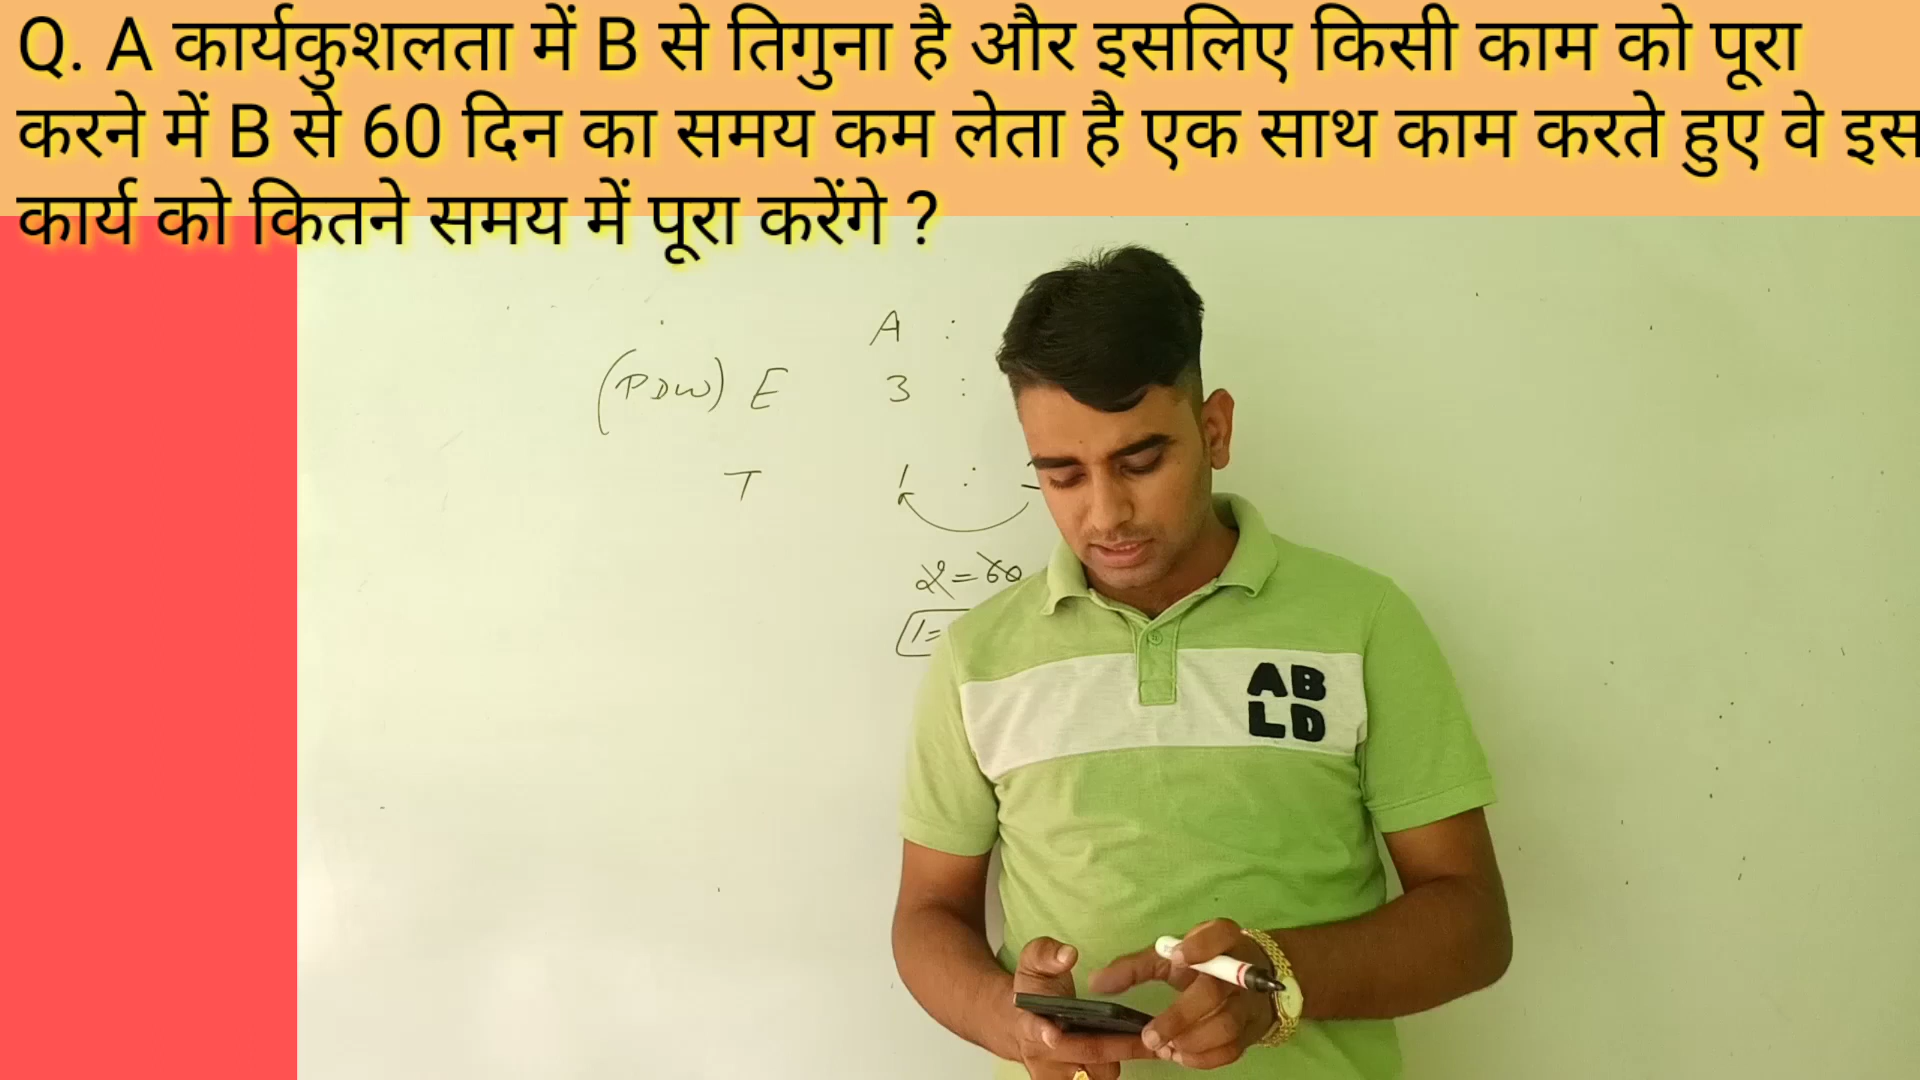 Q. A कार्यकुशलता में B से तिगुना है और इसलिए किसी काम को पूरा
करने में B से 60 दिन का समय कम लेता है एक साथ काम करते हुए वे इस
कार्य को कितने समय में पूरा करेंगे ?
A :
(PDW) E 3 :
T 1 :
2 = 60
1 =
AB
LD